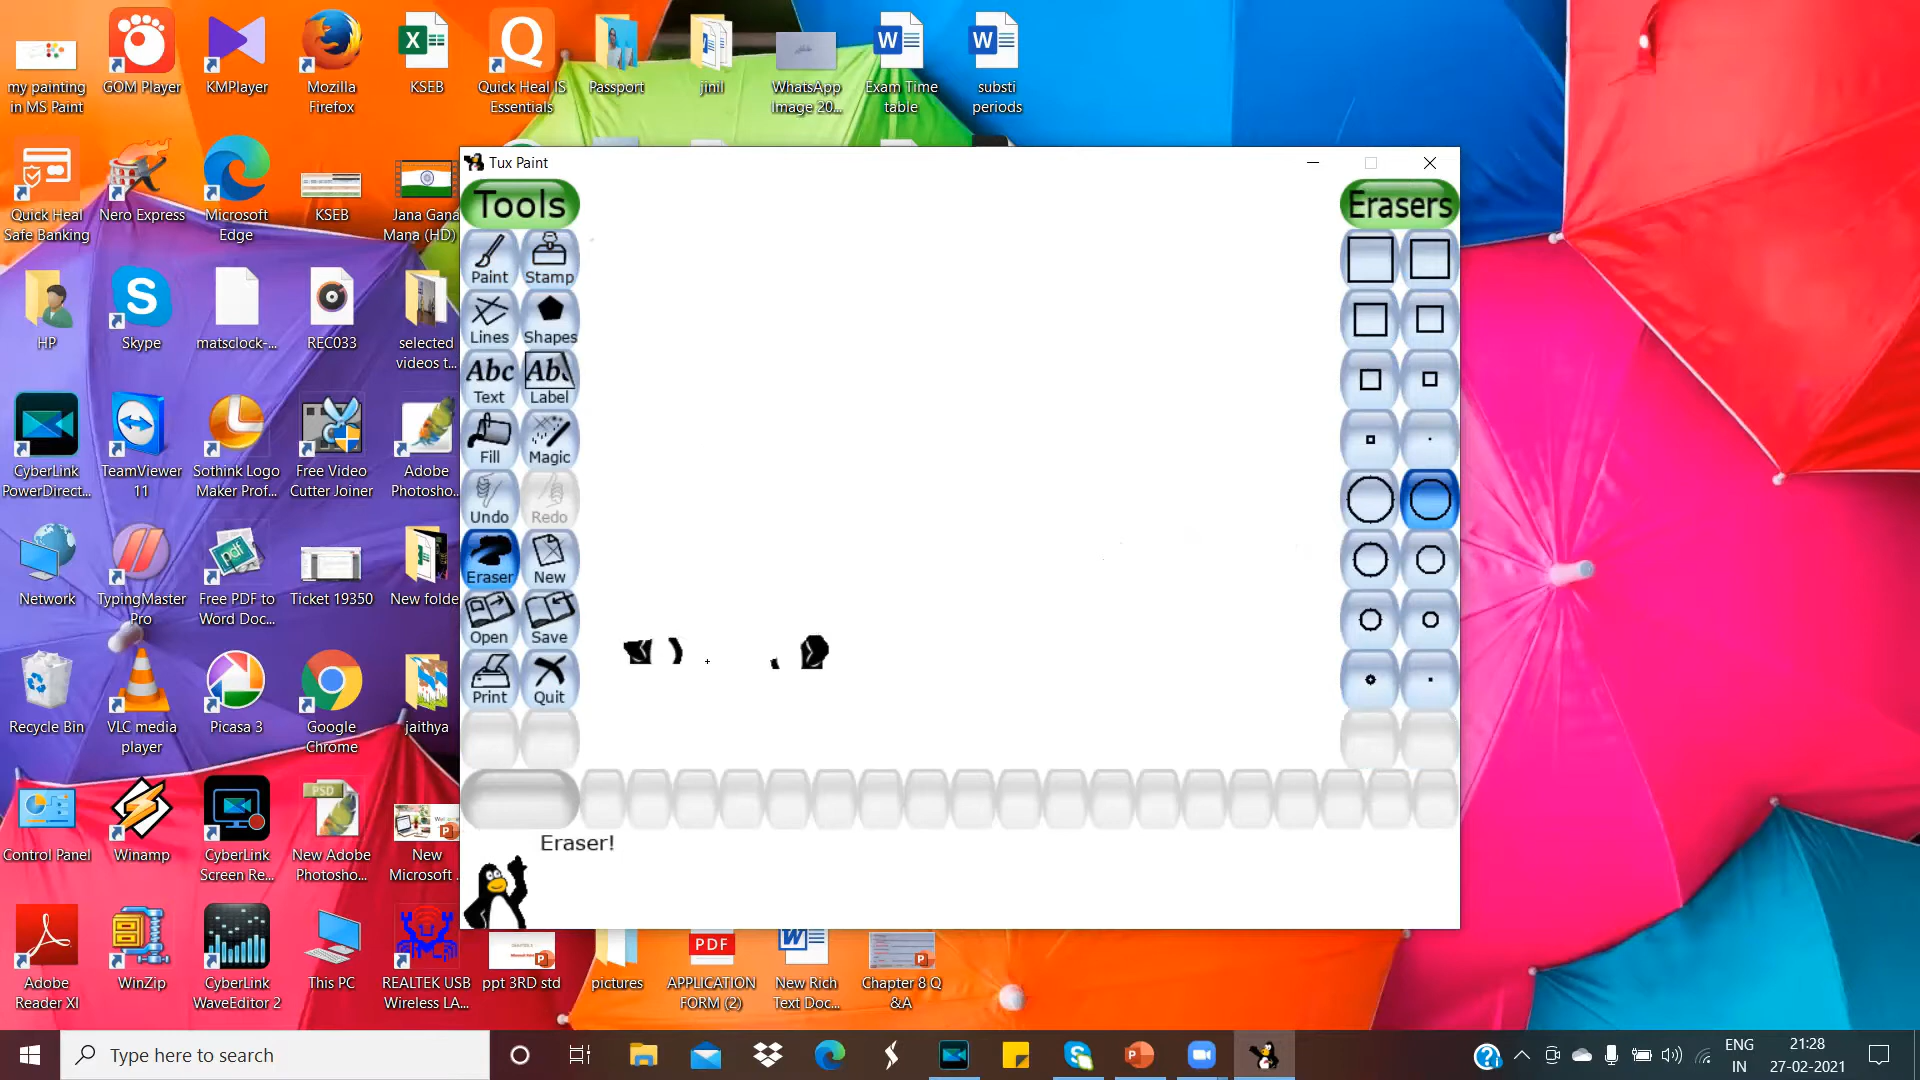 my painting
in MS Paint
GOM Player
KMPlayer
Mozilla
Firefox
KSEB
Quick Heal IS
Essentials
Passport
jinil
WhatsApp
Image 20...
Exam Time
table
substi
periods
Quick Heal
Safe Banking
Nero Express
Microsoft
Edge
KSEB
Jana Gana
Mana (HD)
HP
Skype
matsclock-...
REC033
selected
videos t...
CyberLink
PowerDirect...
TeamViewer
11
Sothink Logo
Maker Prof...
Free Video
Cutter Joiner
Adobe
Photosho...
Network
TypingMaster
Pro
Free PDF to
Word Doc...
Ticket 19350
New folde
Recycle Bin
VLC media
player
Picasa 3
Google
Chrome
jaithya
Control Panel
Winamp
CyberLink
Screen Re...
New Adobe
Photosho...
New
Microsoft .
Adobe
Reader XI
WinZip
CyberLink
WaveEditor 2
This PC
REALTEK USB
Wireless LA...
ppt 3RD std
pictures
APPLICATION
FORM (2)
New Rich
Text Doc...
Chapter 8 Q
&A
Tux Paint
Tools
Erasers
Paint
Stamp
Lines
Shapes
Abc
Text
Abc
Label
Fill
Magic
Undo
Redo
Eraser
New
Open
Save
Print
Quit
Eraser!
PDF
pdf
PSD
Type here to search
ENG
IN
21:28
27-02-2021